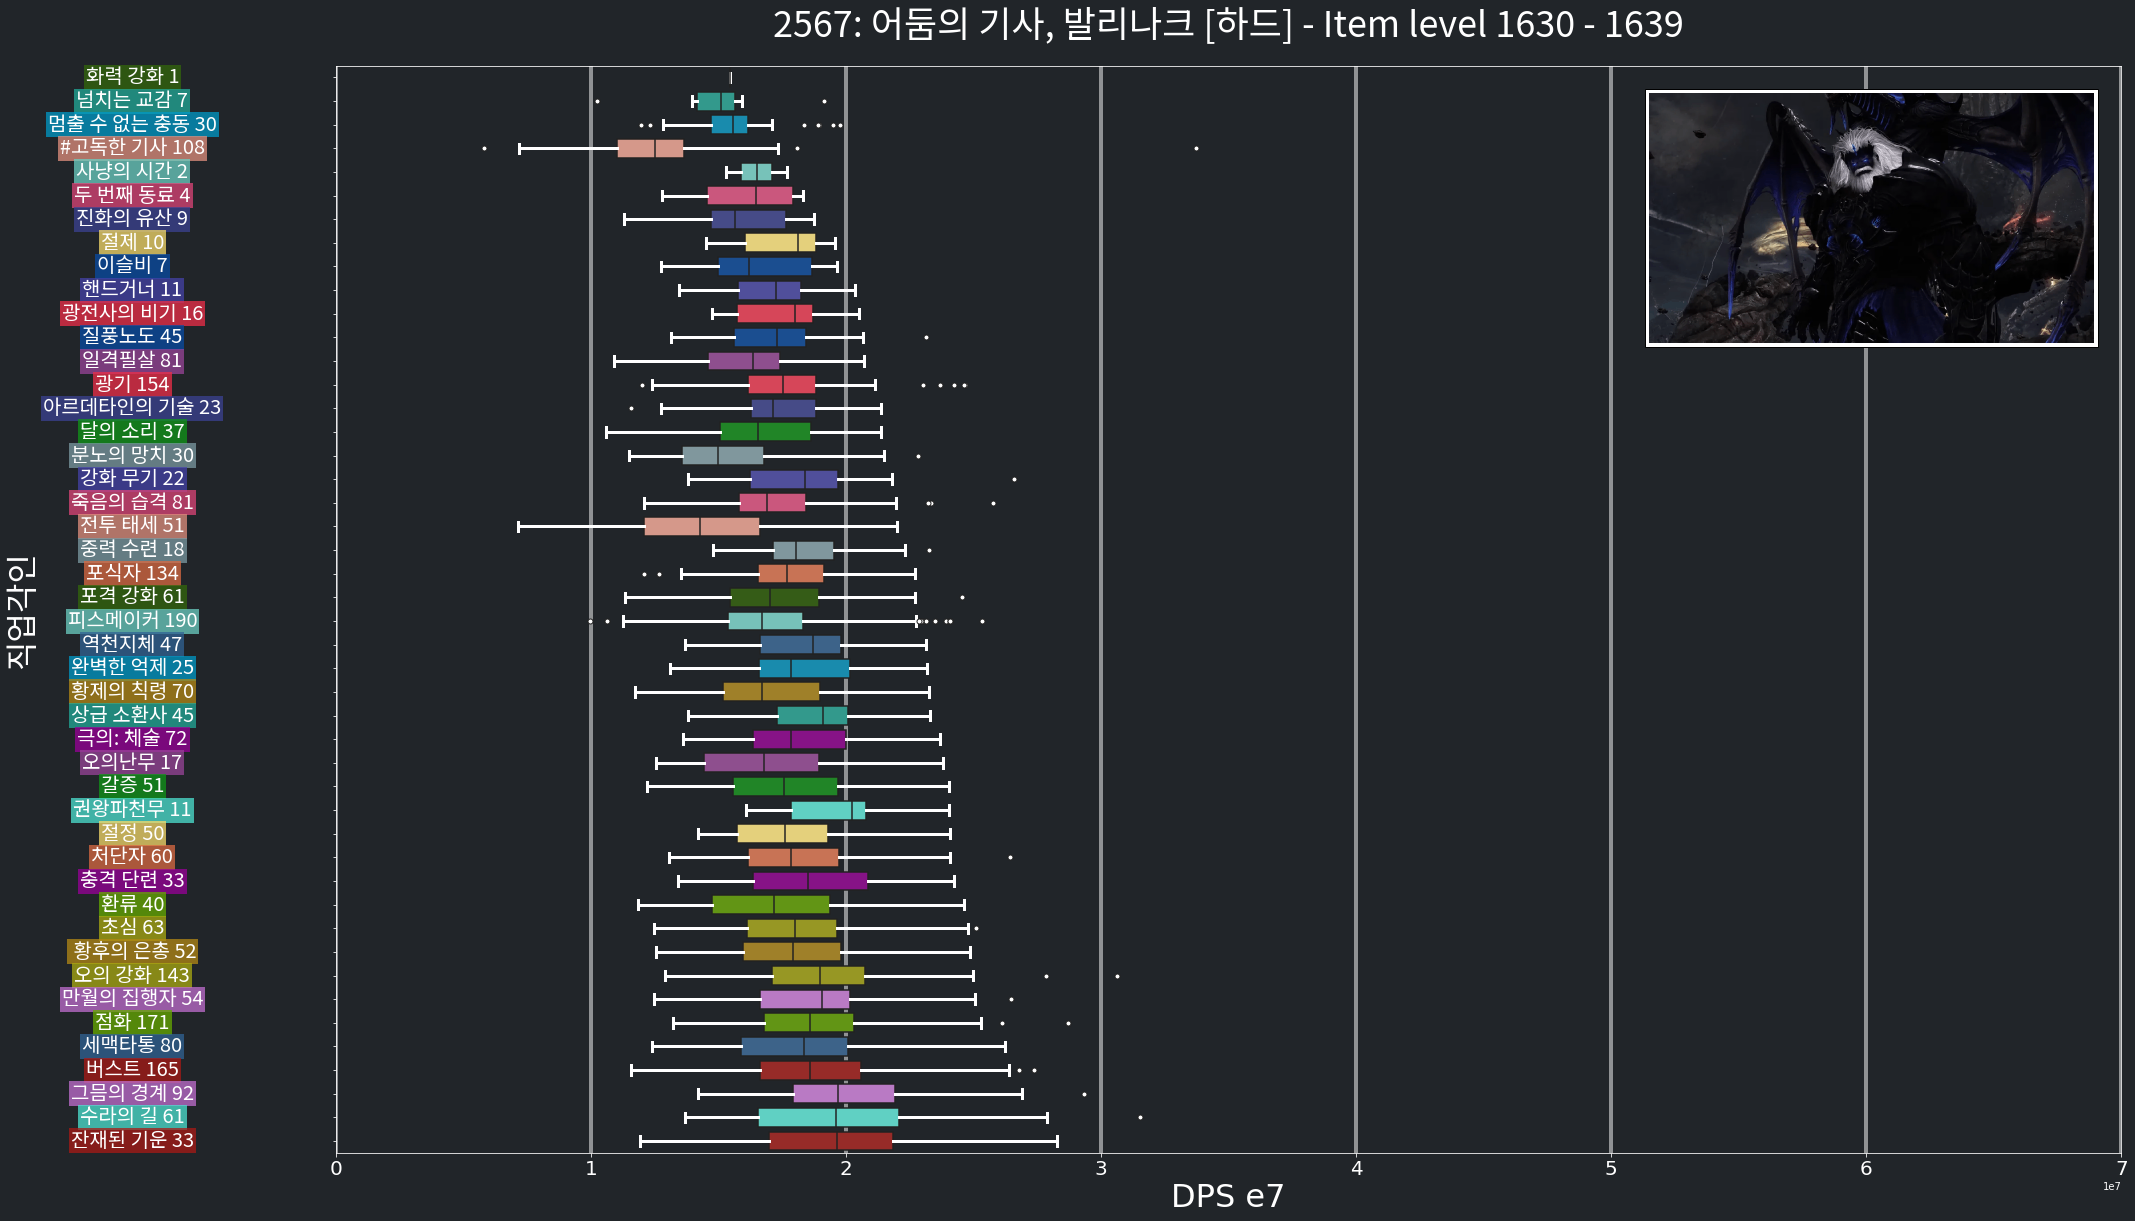 2567: 어둠의 기사, 발리나크 [하드] - Item level 1630 - 1639
직업각인
화력 강화 1
넘치는 교감 7
멈출 수 없는 충동 30
#고독한 기사 108
사냥의 시간 2
두 번째 동료 4
진화의 유산 9
절제 10
이슬비 7
핸드거너 11
광전사의 비기 16
질풍노도 45
일격필살 81
광기 154
아르데타인의 기술 23
달의 소리 37
분노의 망치 30
강화 무기 22
죽음의 습격 81
전투 태세 51
중력 수련 18
포식자 134
포격 강화 61
피스메이커 190
역천지체 47
완벽한 억제 25
황제의 칙령 70
상급 소환사 45
극의: 체술 72
오의난무 17
갈증 51
권왕파천무 11
절정 50
처단자 60
충격 단련 33
환류 40
초심 63
황후의 은총 52
오의 강화 143
만월의 집행자 54
점화 171
세맥타통 80
버스트 165
그믐의 경계 92
수라의 길 61
잔재된 기운 33
0 1 2 3 4 5 6 7
DPS e7
1e7